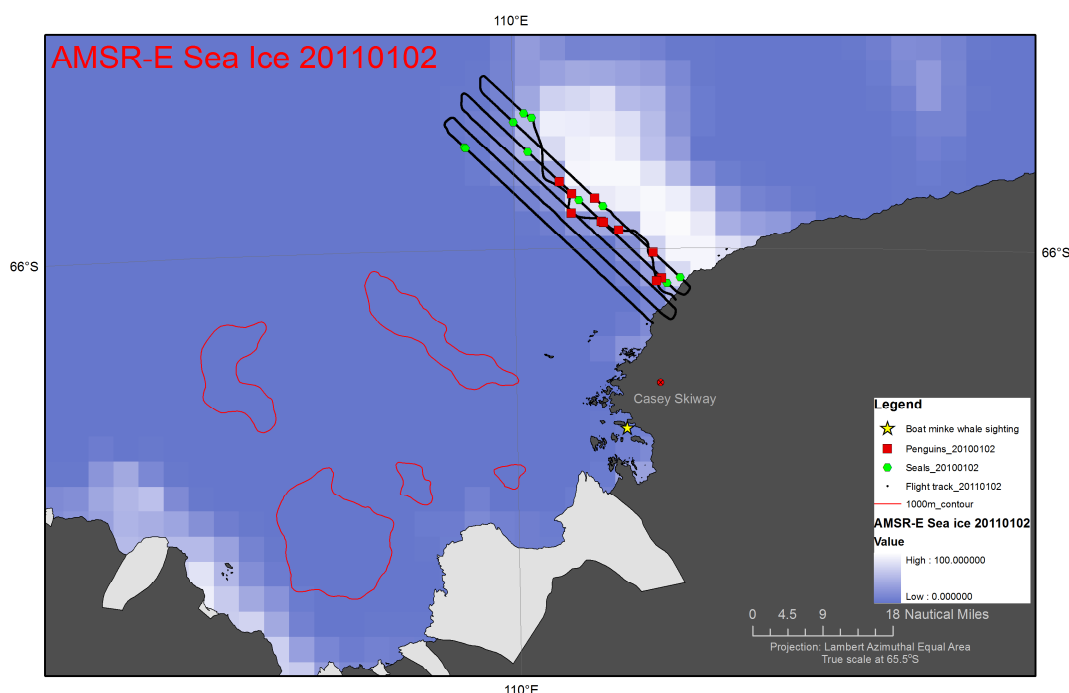 110°E
AMSR-E Sea Ice 20110102
66°S
66°S
Casey Skiway
Legend
Boat minke whale sighting
Penguins_20100102
Seals_20100102
Flight track_20110102
1000m_contour
AMSR-E Sea ice 20110102
Value
High : 100.000000
Low : 0.000000
0 4.5 9 18 Nautical Miles
Projection: Lambert Azimuthal Equal Area
True scale at 65.5°S
110°E